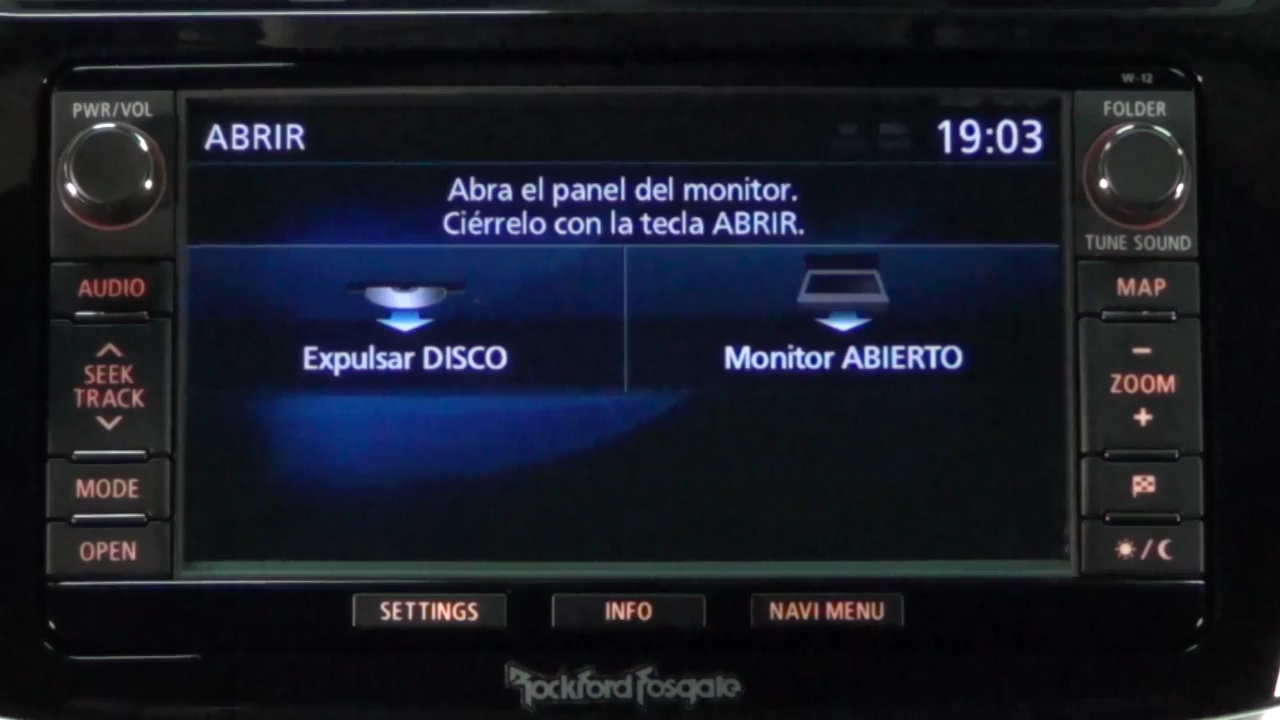 W-12
PWR/VOL
FOLDER
ABRIR
19:03
Abra el panel del monitor.
Ciérrelo con la tecla ABRIR.
TUNE SOUND
AUDIO
MAP
Expulsar DISCO
Monitor ABIERTO
SEEK
TRACK
ZOOM
MODE
OPEN
SETTINGS
INFO
NAVI MENU
Rockford Fosgate